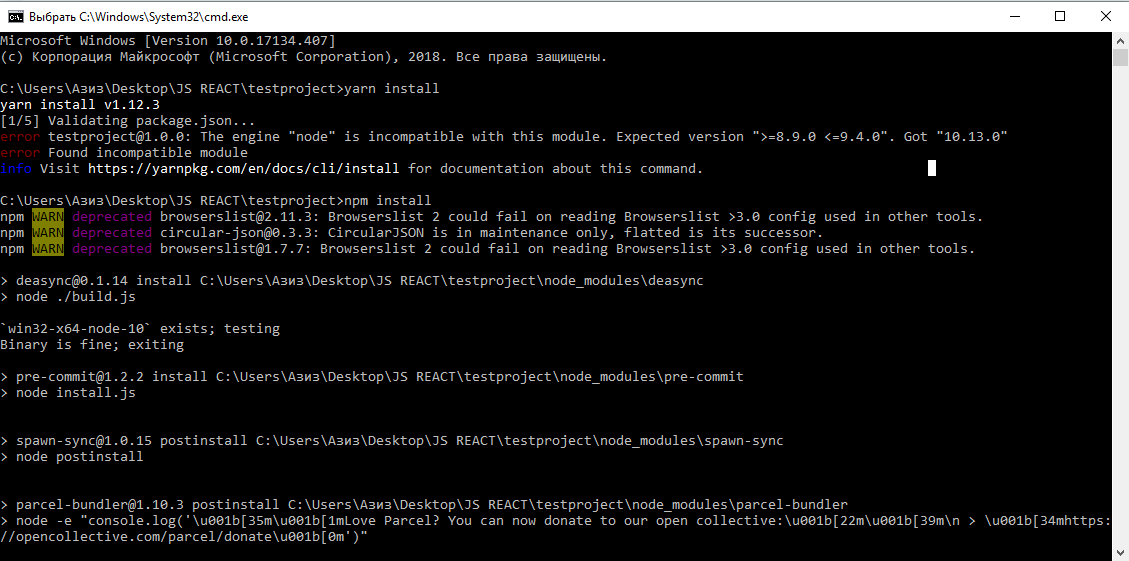 Выбрать C:\Windows\System32\cmd.exe
Microsoft Windows [Version 10.0.17134.407]
(c) Корпорация Майкрософт (Microsoft Corporation), 2018. Все права защищены.
C:\Users\Азиз\Desktop\JS REACT\testproject>yarn install
yarn install v1.12.3
[1/5] Validating package.json...
error testproject@1.0.0: The engine "node" is incompatible with this module. Expected version ">=8.9.0 <=9.4.0". Got "10.13.0"
error Found incompatible module
info Visit https://yarnpkg.com/en/docs/cli/install for documentation about this command.
C:\Users\Азиз\Desktop\JS REACT\testproject>npm install
npm WARN deprecated browserslist@2.11.3: Browserslist 2 could fail on reading Browserslist >3.0 config used in other tools.
npm WARN deprecated circular-json@0.3.3: CircularJSON is in maintenance only, flatted is its successor.
npm WARN deprecated browserslist@1.7.7: Browserslist 2 could fail on reading Browserslist >3.0 config used in other tools.
> deasync@0.1.14 install C:\Users\Азиз\Desktop\JS REACT\testproject\node_modules\deasync
> node ./build.js
`win32-x64-node-10` exists; testing
Binary is fine; exiting
> pre-commit@1.2.2 install C:\Users\Азиз\Desktop\JS REACT\testproject\node_modules\pre-commit
> node install.js
> spawn-sync@1.0.15 postinstall C:\Users\Азиз\Desktop\JS REACT\testproject\node_modules\spawn-sync
> node postinstall
> parcel-bundler@1.10.3 postinstall C:\Users\Азиз\Desktop\JS REACT\testproject\node_modules\parcel-bundler
> node -e "console.log('\u001b[35m\u001b[1mLove Parcel? You can now donate to our open collective:\u001b[22m\u001b[39m\n > \u001b[34mhttps:
//opencollective.com/parcel/donate\u001b[0m')"